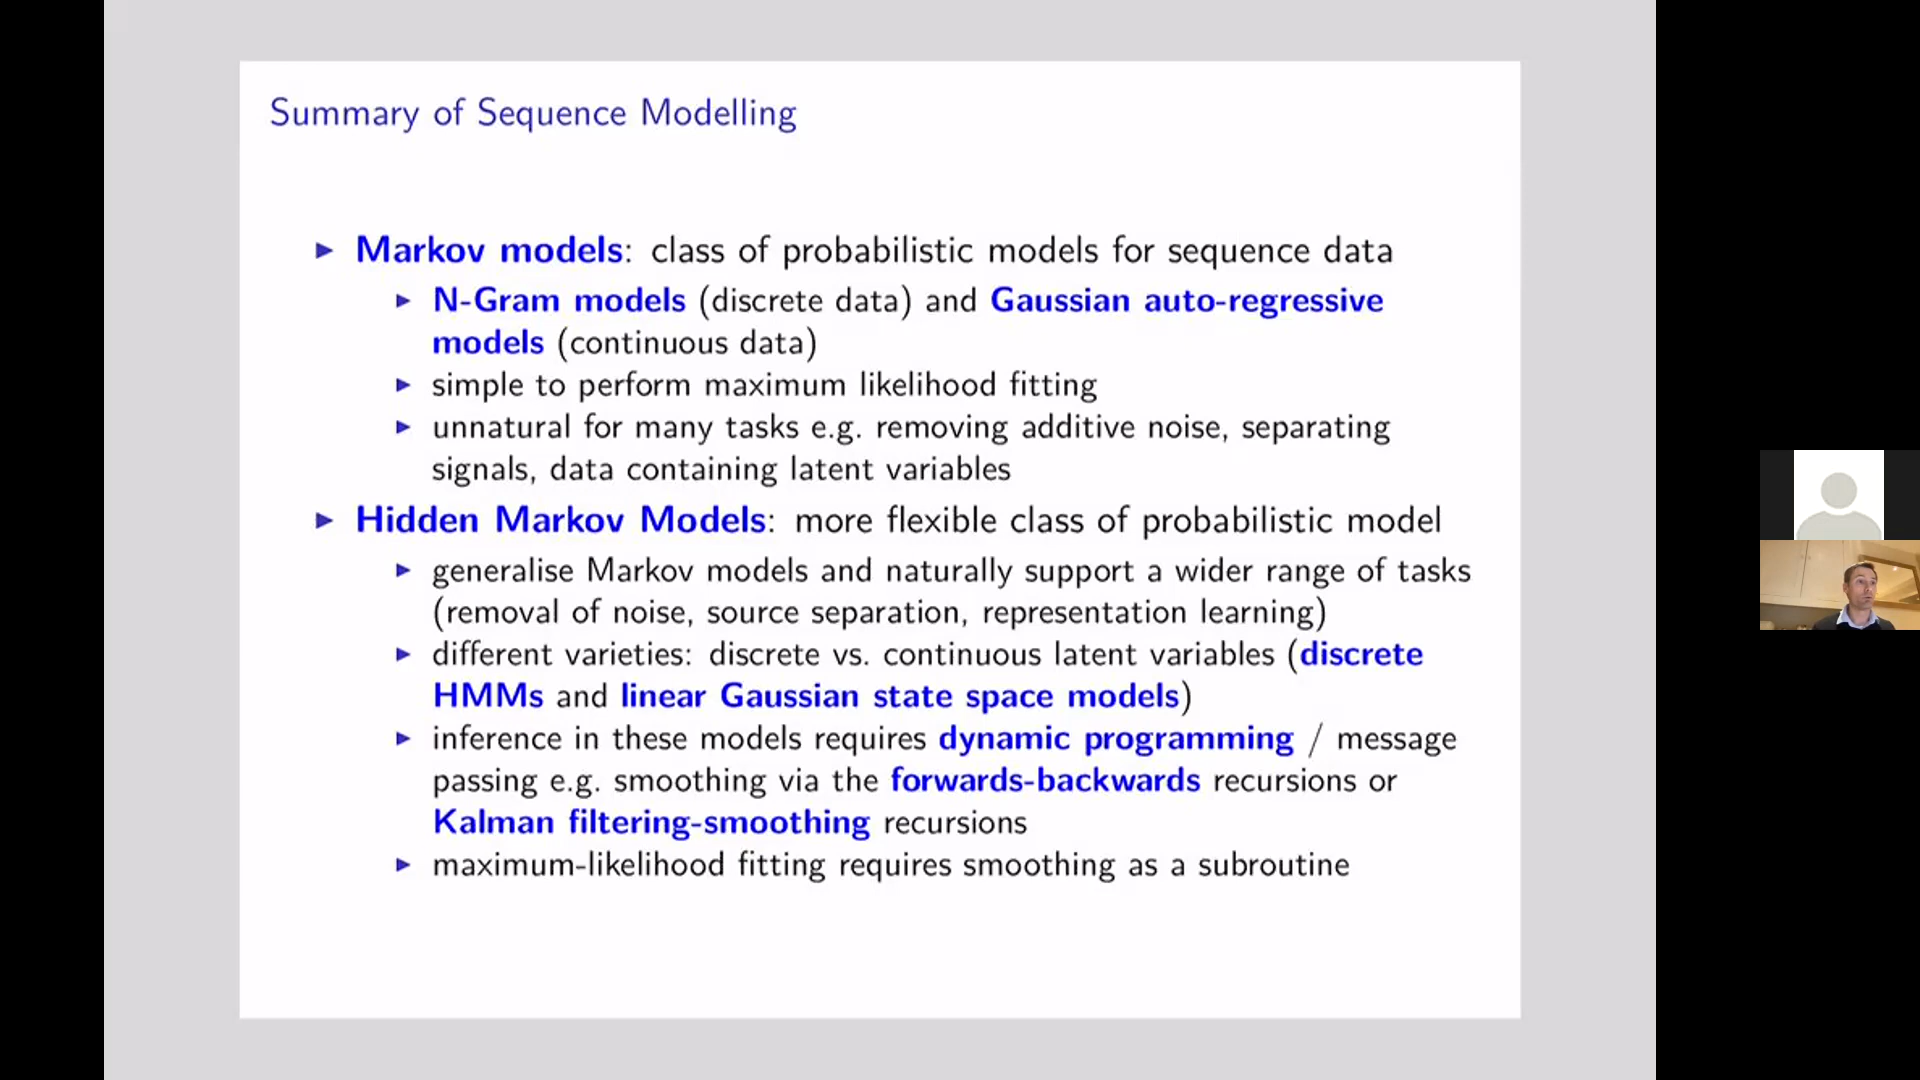 Summary of Sequence Modelling
Markov models: class of probabilistic models for sequence data
N-Gram models (discrete data) and Gaussian auto-regressive
models (continuous data)
simple to perform maximum likelihood fitting
unnatural for many tasks e.g. removing additive noise, separating
signals, data containing latent variables
Hidden Markov Models: more flexible class of probabilistic model
generalise Markov models and naturally support a wider range of tasks
(removal of noise, source separation, representation learning)
different varieties: discrete vs. continuous latent variables (discrete
HMMs and linear Gaussian state space models)
inference in these models requires dynamic programming / message
passing e.g. smoothing via the forwards-backwards recursions or
Kalman filtering-smoothing recursions
maximum-likelihood fitting requires smoothing as a subroutine